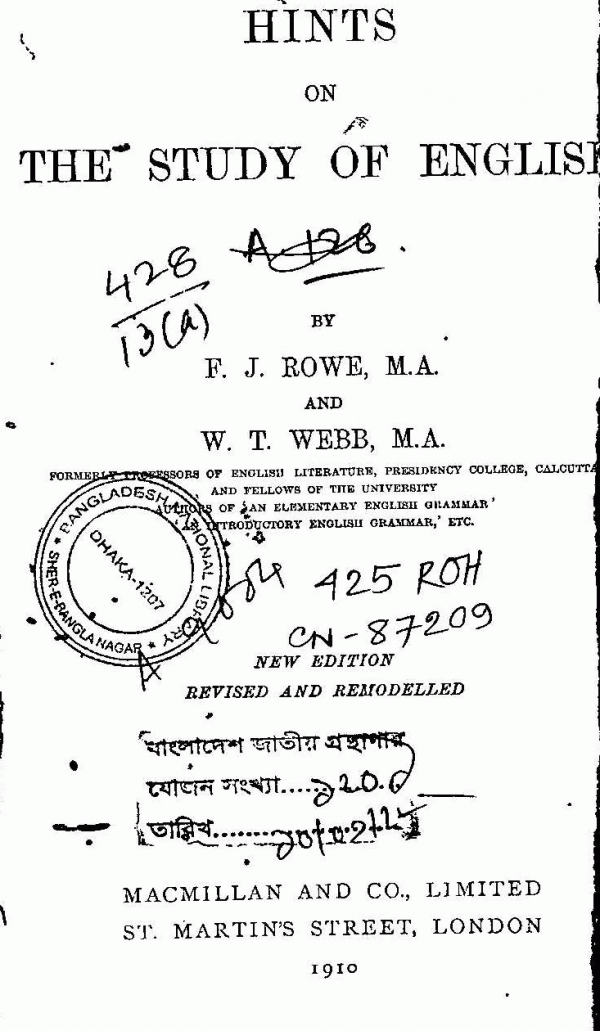 HINTS
ON
THE STUDY OF ENGLISH
A 128
428
13(a)
BY
F. J. ROWE, M.A.
AND
W. T. WEBB, M.A.
FORMERLY PROFESSORS OF ENGLISH LITERATURE, PRESIDENCY COLLEGE, CALCUTTA
AND FELLOWS OF THE UNIVERSITY
AUTHORS OF 'AN ELEMENTARY ENGLISH GRAMMAR'
'AN INTRODUCTORY ENGLISH GRAMMAR,' ETC.
BANGLADESH NATIONAL LIBRARY
DHAKA-1207
SHER-E-BANGLA NAGAR
425 ROH
CN-87209
NEW EDITION
REVISED AND REMODELLED
বাংলাদেশ জাতীয় গ্রন্থাগার
যোজন সংখ্যা.....
তারিখ........
MACMILLAN AND CO., LIMITED
ST. MARTIN'S STREET, LONDON
1910